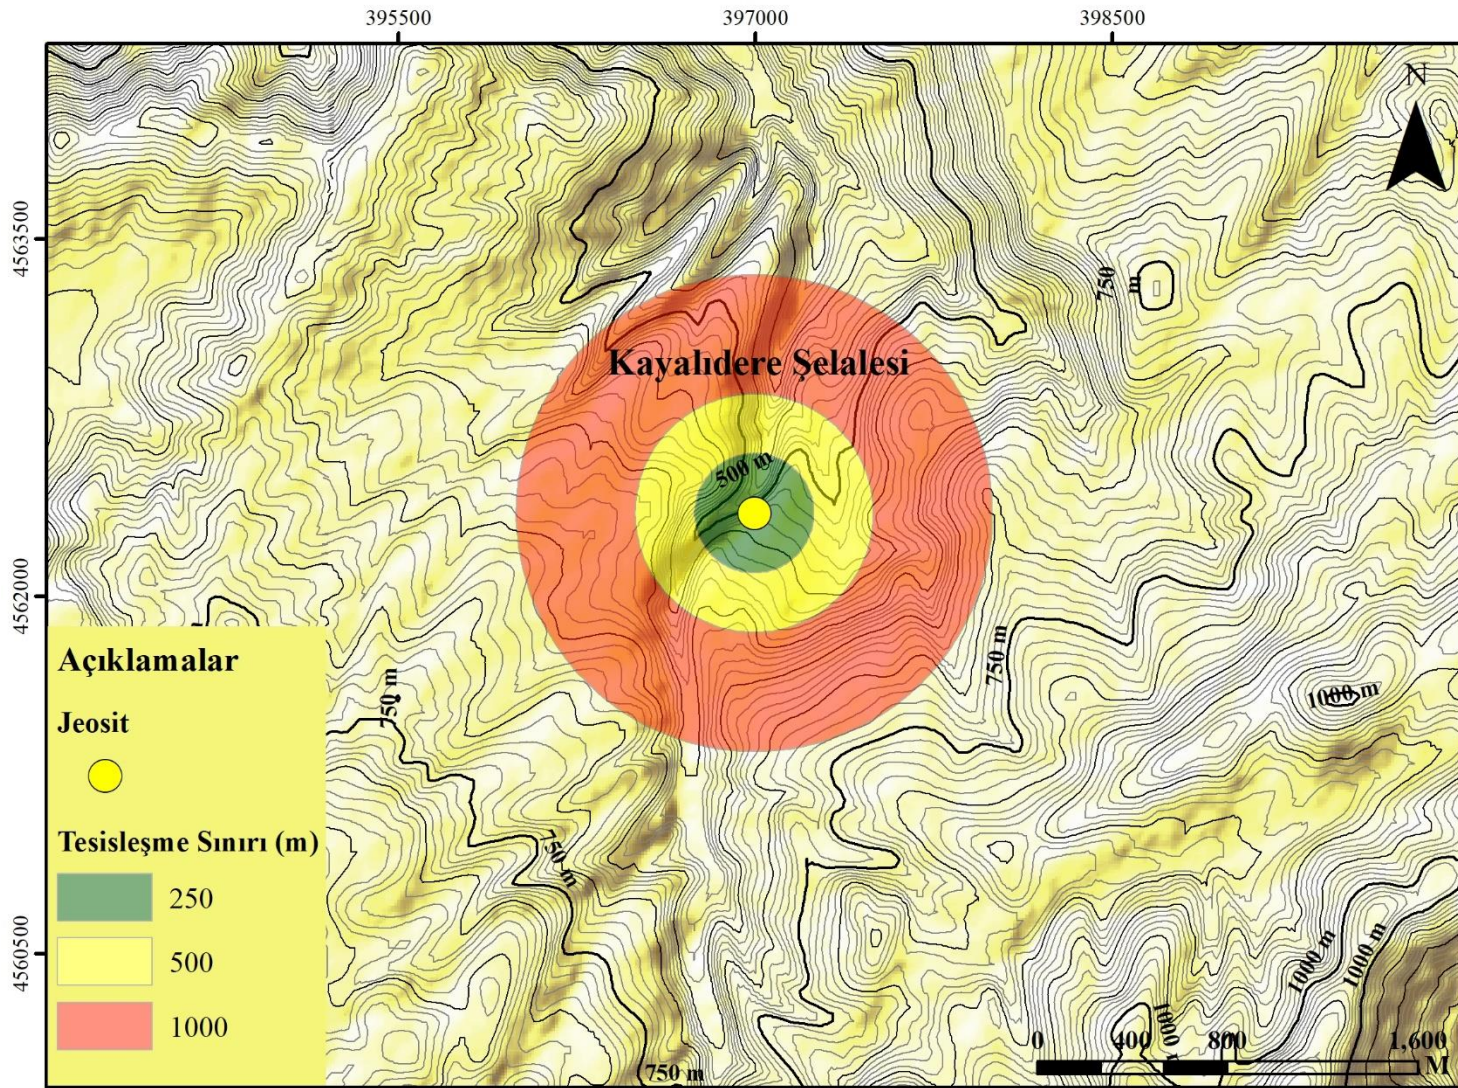 395500 397000 398500
N
4563500
750
m
Kayalıdere Şelalesi
500 m
4562000
750 m
750 m
1000 m
750 m
4560500
1000 m
1000 m
1000 m
750 m
Açıklamalar
Jeosit
Tesisleşme Sınırı (m)
250
500
1000
0 400 800 1,600
M